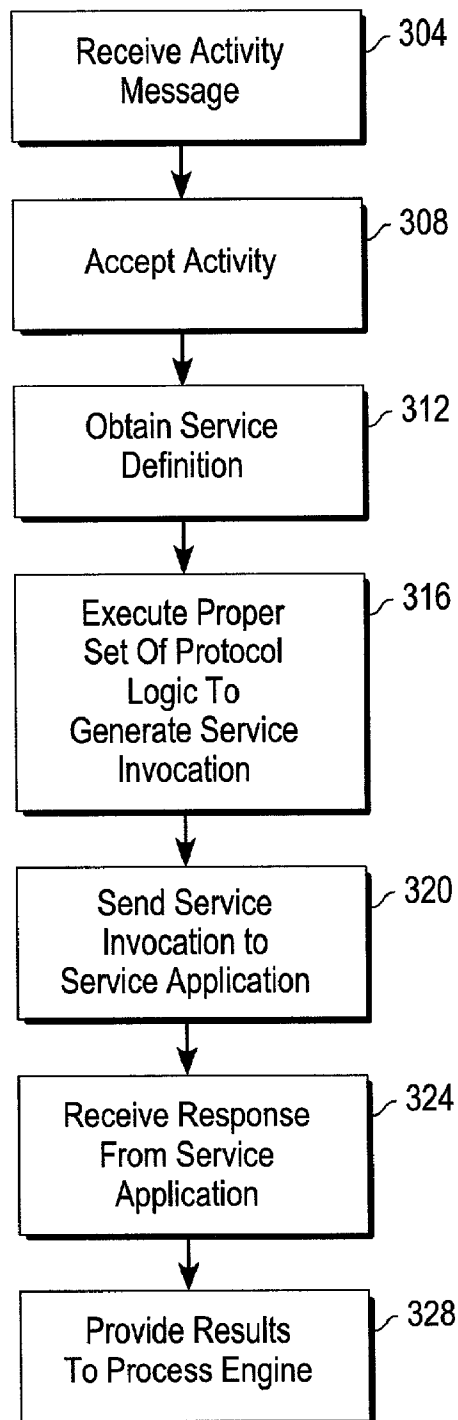 Receive Activity
Message
304
Accept Activity
308
Obtain Service
Definition
312
Execute Proper
Set Of Protocol
Logic To
Generate Service
Invocation
316
Send Service
Invocation to
Service Application
320
Receive Response
From Service
Application
324
Provide Results
To Process Engine
328